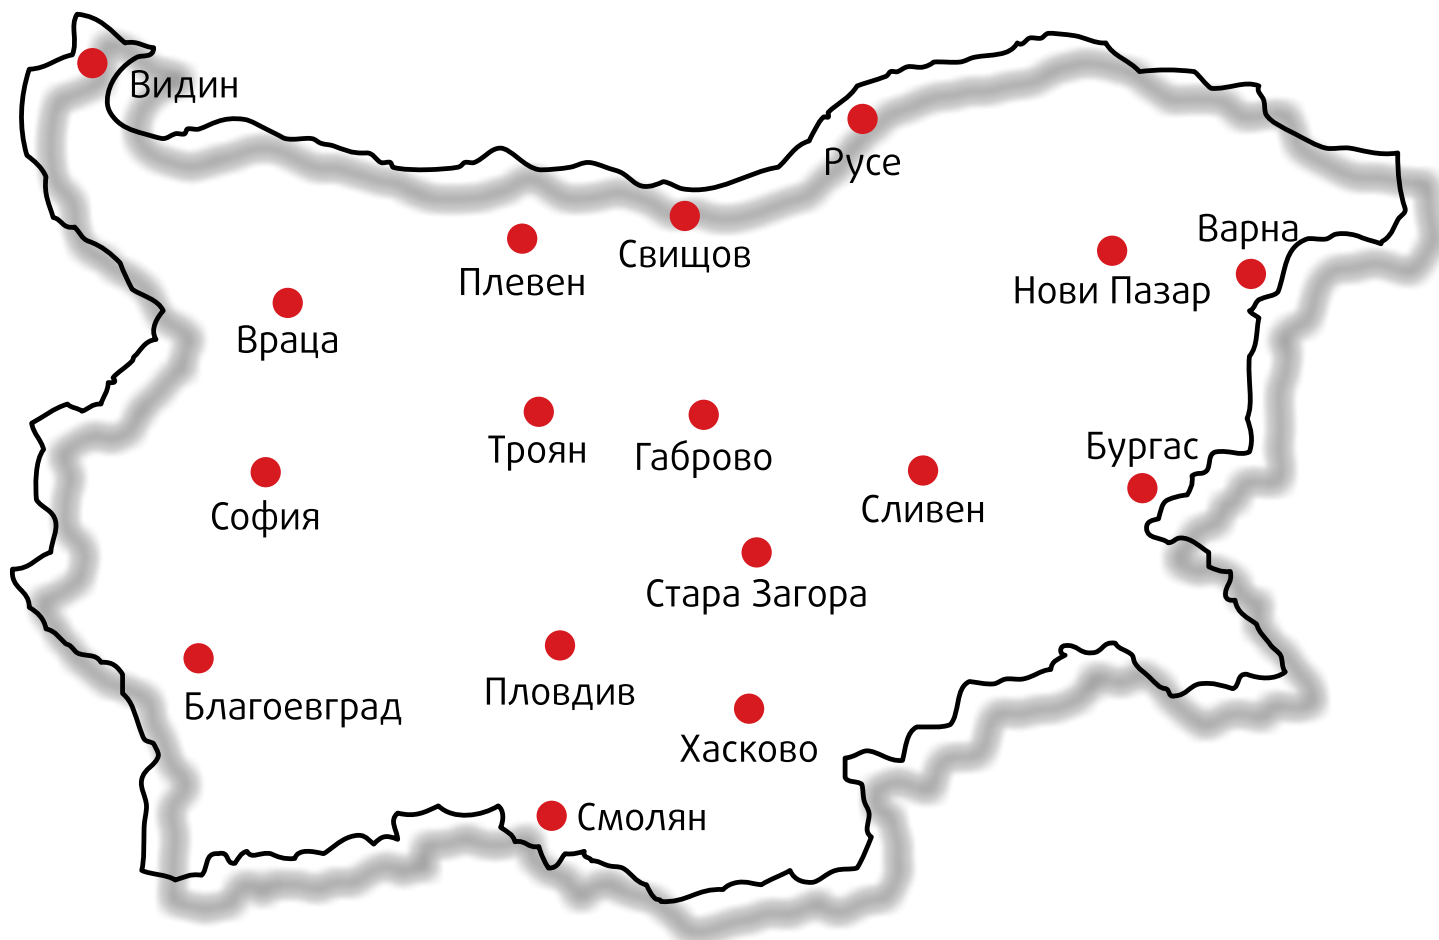 Видин
Русе
Варна
Свищов
Плевен
Нови Пазар
Враца
Бургас
Троян
Габрово
Сливен
София
Стара Загора
Пловдив
Благоевград
Хасково
Смолян